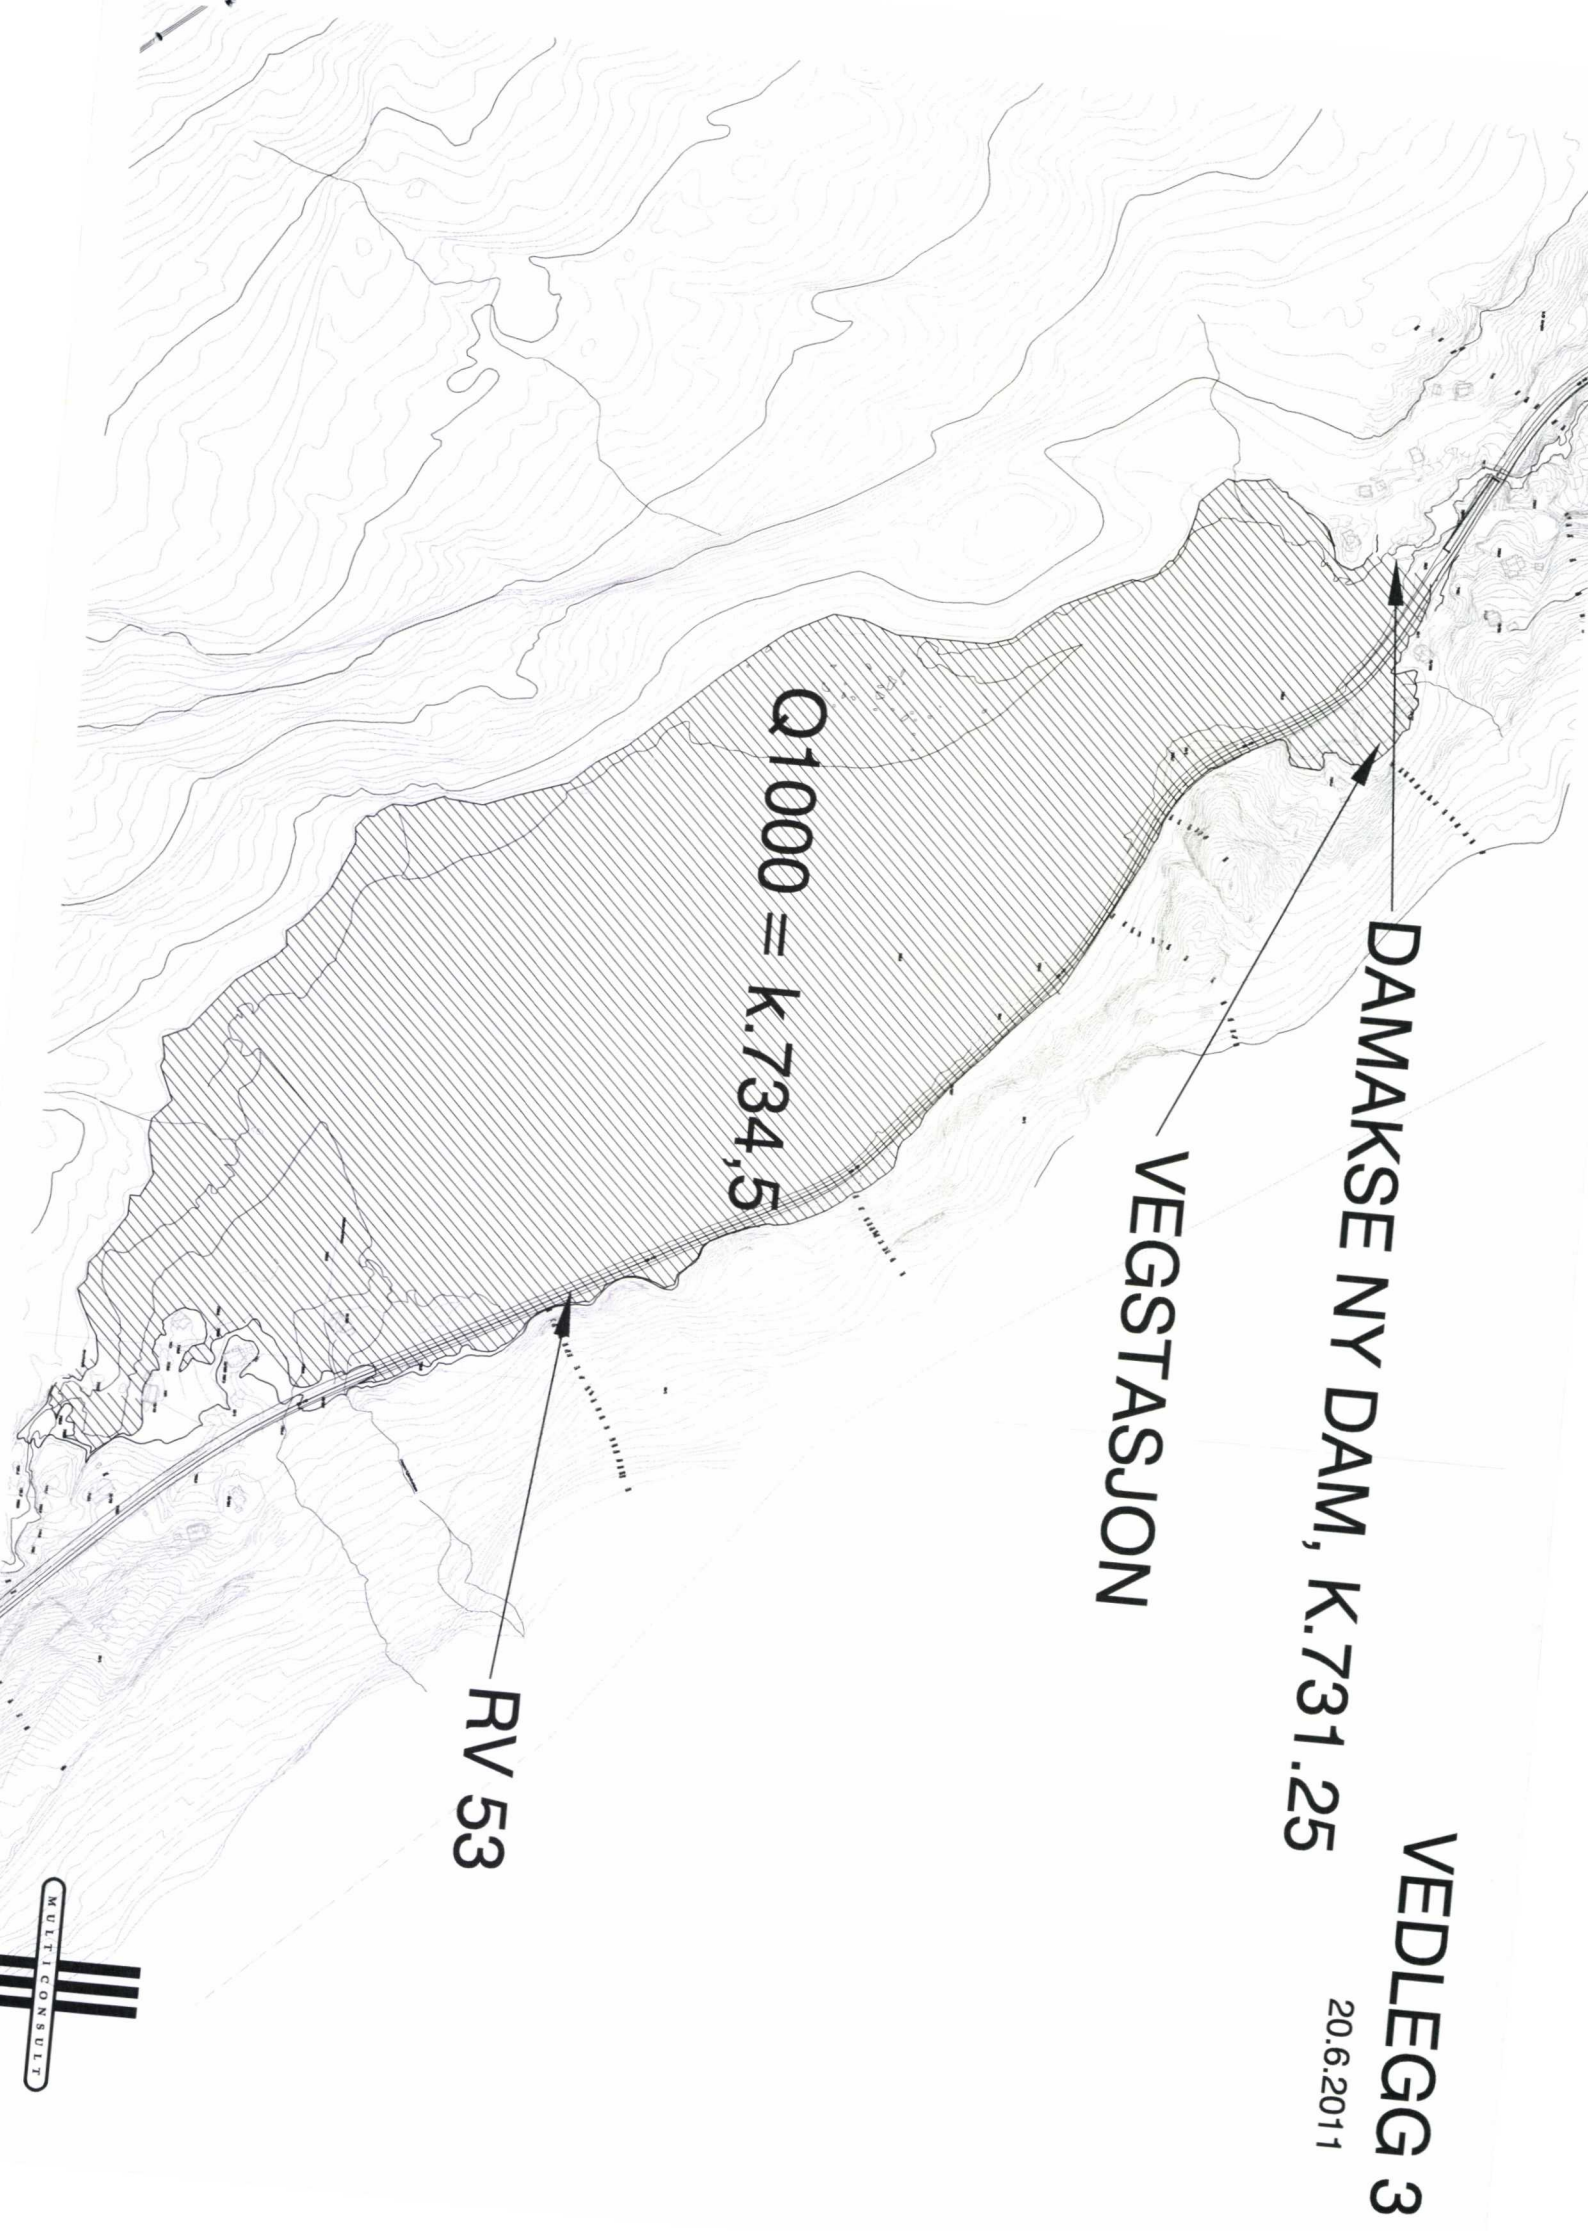 VEDLEGG 3
20.6.2011
DAMAKSE NY DAM, K.731.25
VEGSTASJON
Q1000 = k.734,5
RV 53
MULTICONSULT